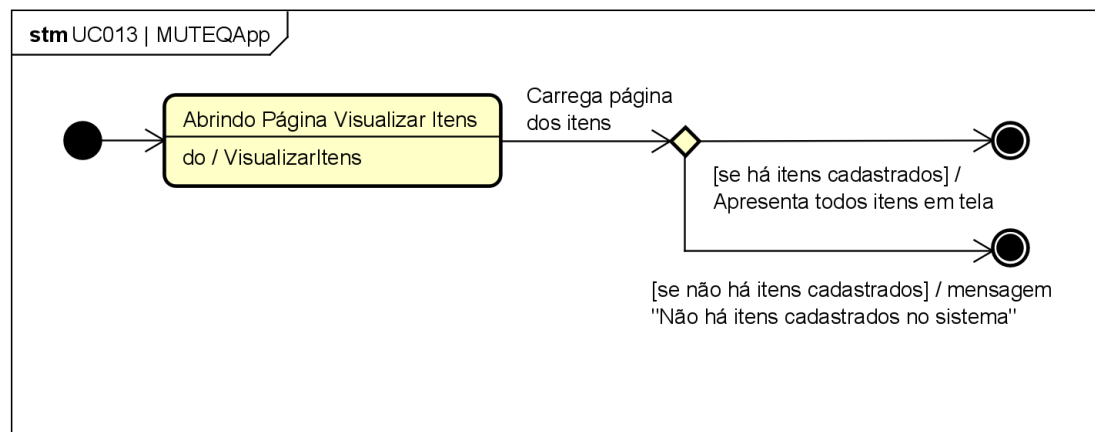 stm UC013 | MUTEQApp
Abrindo Página Visualizar Itens
do / VisualizarItens
Carrega página
dos itens
[se há itens cadastrados] /
Apresenta todos itens em tela
[se não há itens cadastrados] / mensagem
"Não há itens cadastrados no sistema"